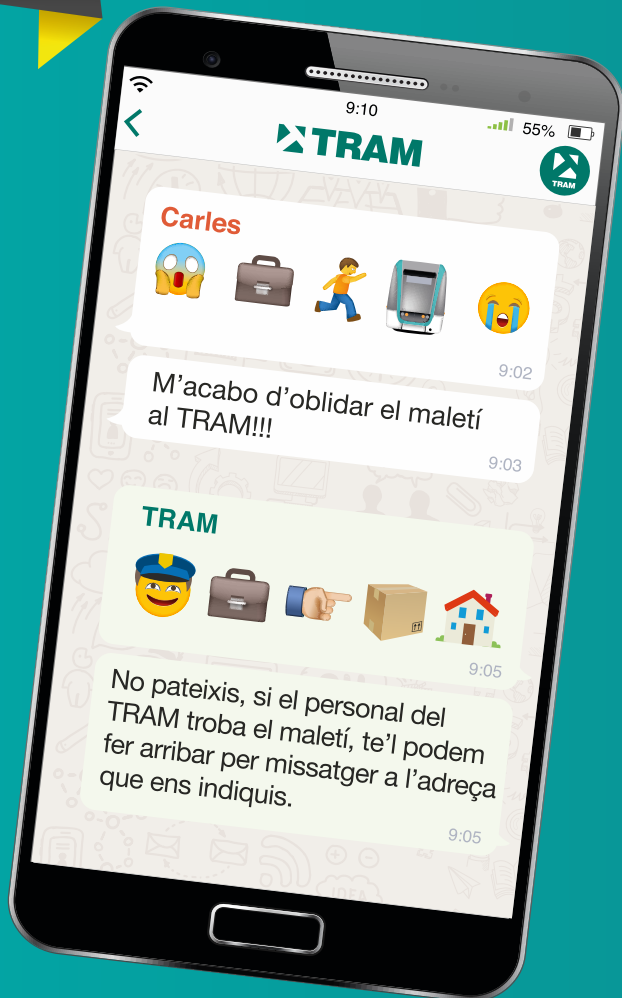 9:10
55%
TRAM
TRAM
Carles
9:02
M'acabo d'oblidar el maletí
al TRAM!!!
9:03
TRAM
9:05
No pateixis, si el personal del
TRAM troba el maletí, te'l podem
fer arribar per missatger a l'adreça
que ens indiquis.
9:05
IDEA